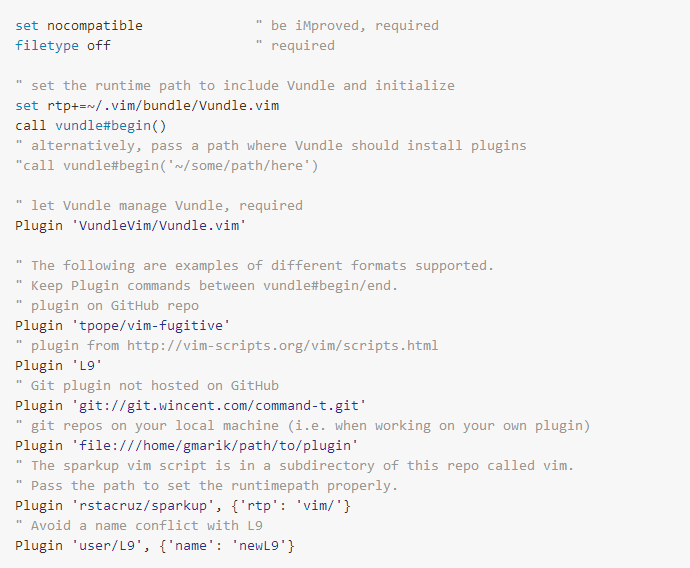 set nocompatible              " be iMproved, required
filetype off                  " required

" set the runtime path to include Vundle and initialize
set rtp+=~/.vim/bundle/Vundle.vim
call vundle#begin()
" alternatively, pass a path where Vundle should install plugins
"call vundle#begin('~/some/path/here')

" let Vundle manage Vundle, required
Plugin 'VundleVim/Vundle.vim'

" The following are examples of different formats supported.
" Keep Plugin commands between vundle#begin/end.
" plugin on GitHub repo
Plugin 'tpope/vim-fugitive'
" plugin from http://vim-scripts.org/vim/scripts.html
Plugin 'L9'
" Git plugin not hosted on GitHub
Plugin 'git://git.wincent.com/command-t.git'
" git repos on your local machine (i.e. when working on your own plugin)
Plugin 'file:///home/gmarik/path/to/plugin'
" The sparkup vim script is in a subdirectory of this repo called vim.
" Pass the path to set the runtimepath properly.
Plugin 'rstacruz/sparkup', {'rtp': 'vim/'}
" Avoid a name conflict with L9
Plugin 'user/L9', {'name': 'newL9'}